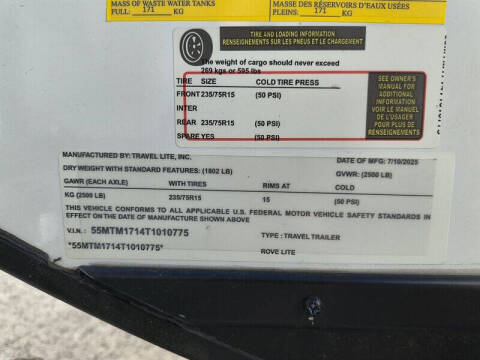 MASS OF WASTE WATER TANKS
FULL: 171 KG
MASSE DES RÉSERVOIRS D'EAUX USÉES
PLEINS: 171 KG
TIRE AND LOADING INFORMATION
RENSEIGNEMENTS SUR LES PNEUS ET LE CHARGEMENT
The weight of cargo should never exceed
269 kgs or 595 lbs
TIRE SIZE COLD TIRE PRESS
FRONT 235/75R15 (50 PSI)
INTER
REAR 235/75R15 (50 PSI)
SPARE YES (50 PSI)
SEE OWNER'S
MANUAL FOR
ADDITIONAL
INFORMATION
VOIR LE MANUEL
DE L'USAGER
POUR PLUS DE
RENSEIGNEMENTS
MANUFACTURED BY: TRAVEL LITE, INC. DATE OF MFG: 7/10/2025
DRY WEIGHT WITH STANDARD FEATURES: (1802 LB) GVWR: (2500 LB)
GAWR (EACH AXLE) WITH TIRES RIMS AT COLD
KG (2500 LB) 235/75R15 15 (50 PSI)
THIS VEHICLE CONFORMS TO ALL APPLICABLE U.S. FEDERAL MOTOR VEHICLE SAFETY STANDARDS IN
EFFECT ON THE DATE OF MANUFACTURE SHOWN ABOVE
V.I.N.: 55MTM1714T1010775 TYPE : TRAVEL TRAILER
*55MTM1714T1010775* ROVE LITE